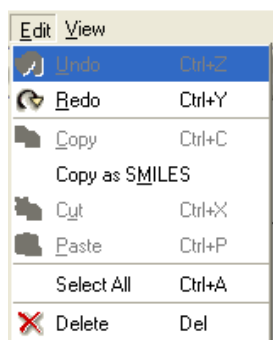 Edit View
Undo Ctrl+Z
Redo Ctrl+Y
Copy Ctrl+C
Copy as SMILES
Cut Ctrl+X
Paste Ctrl+P
Select All Ctrl+A
Delete Del